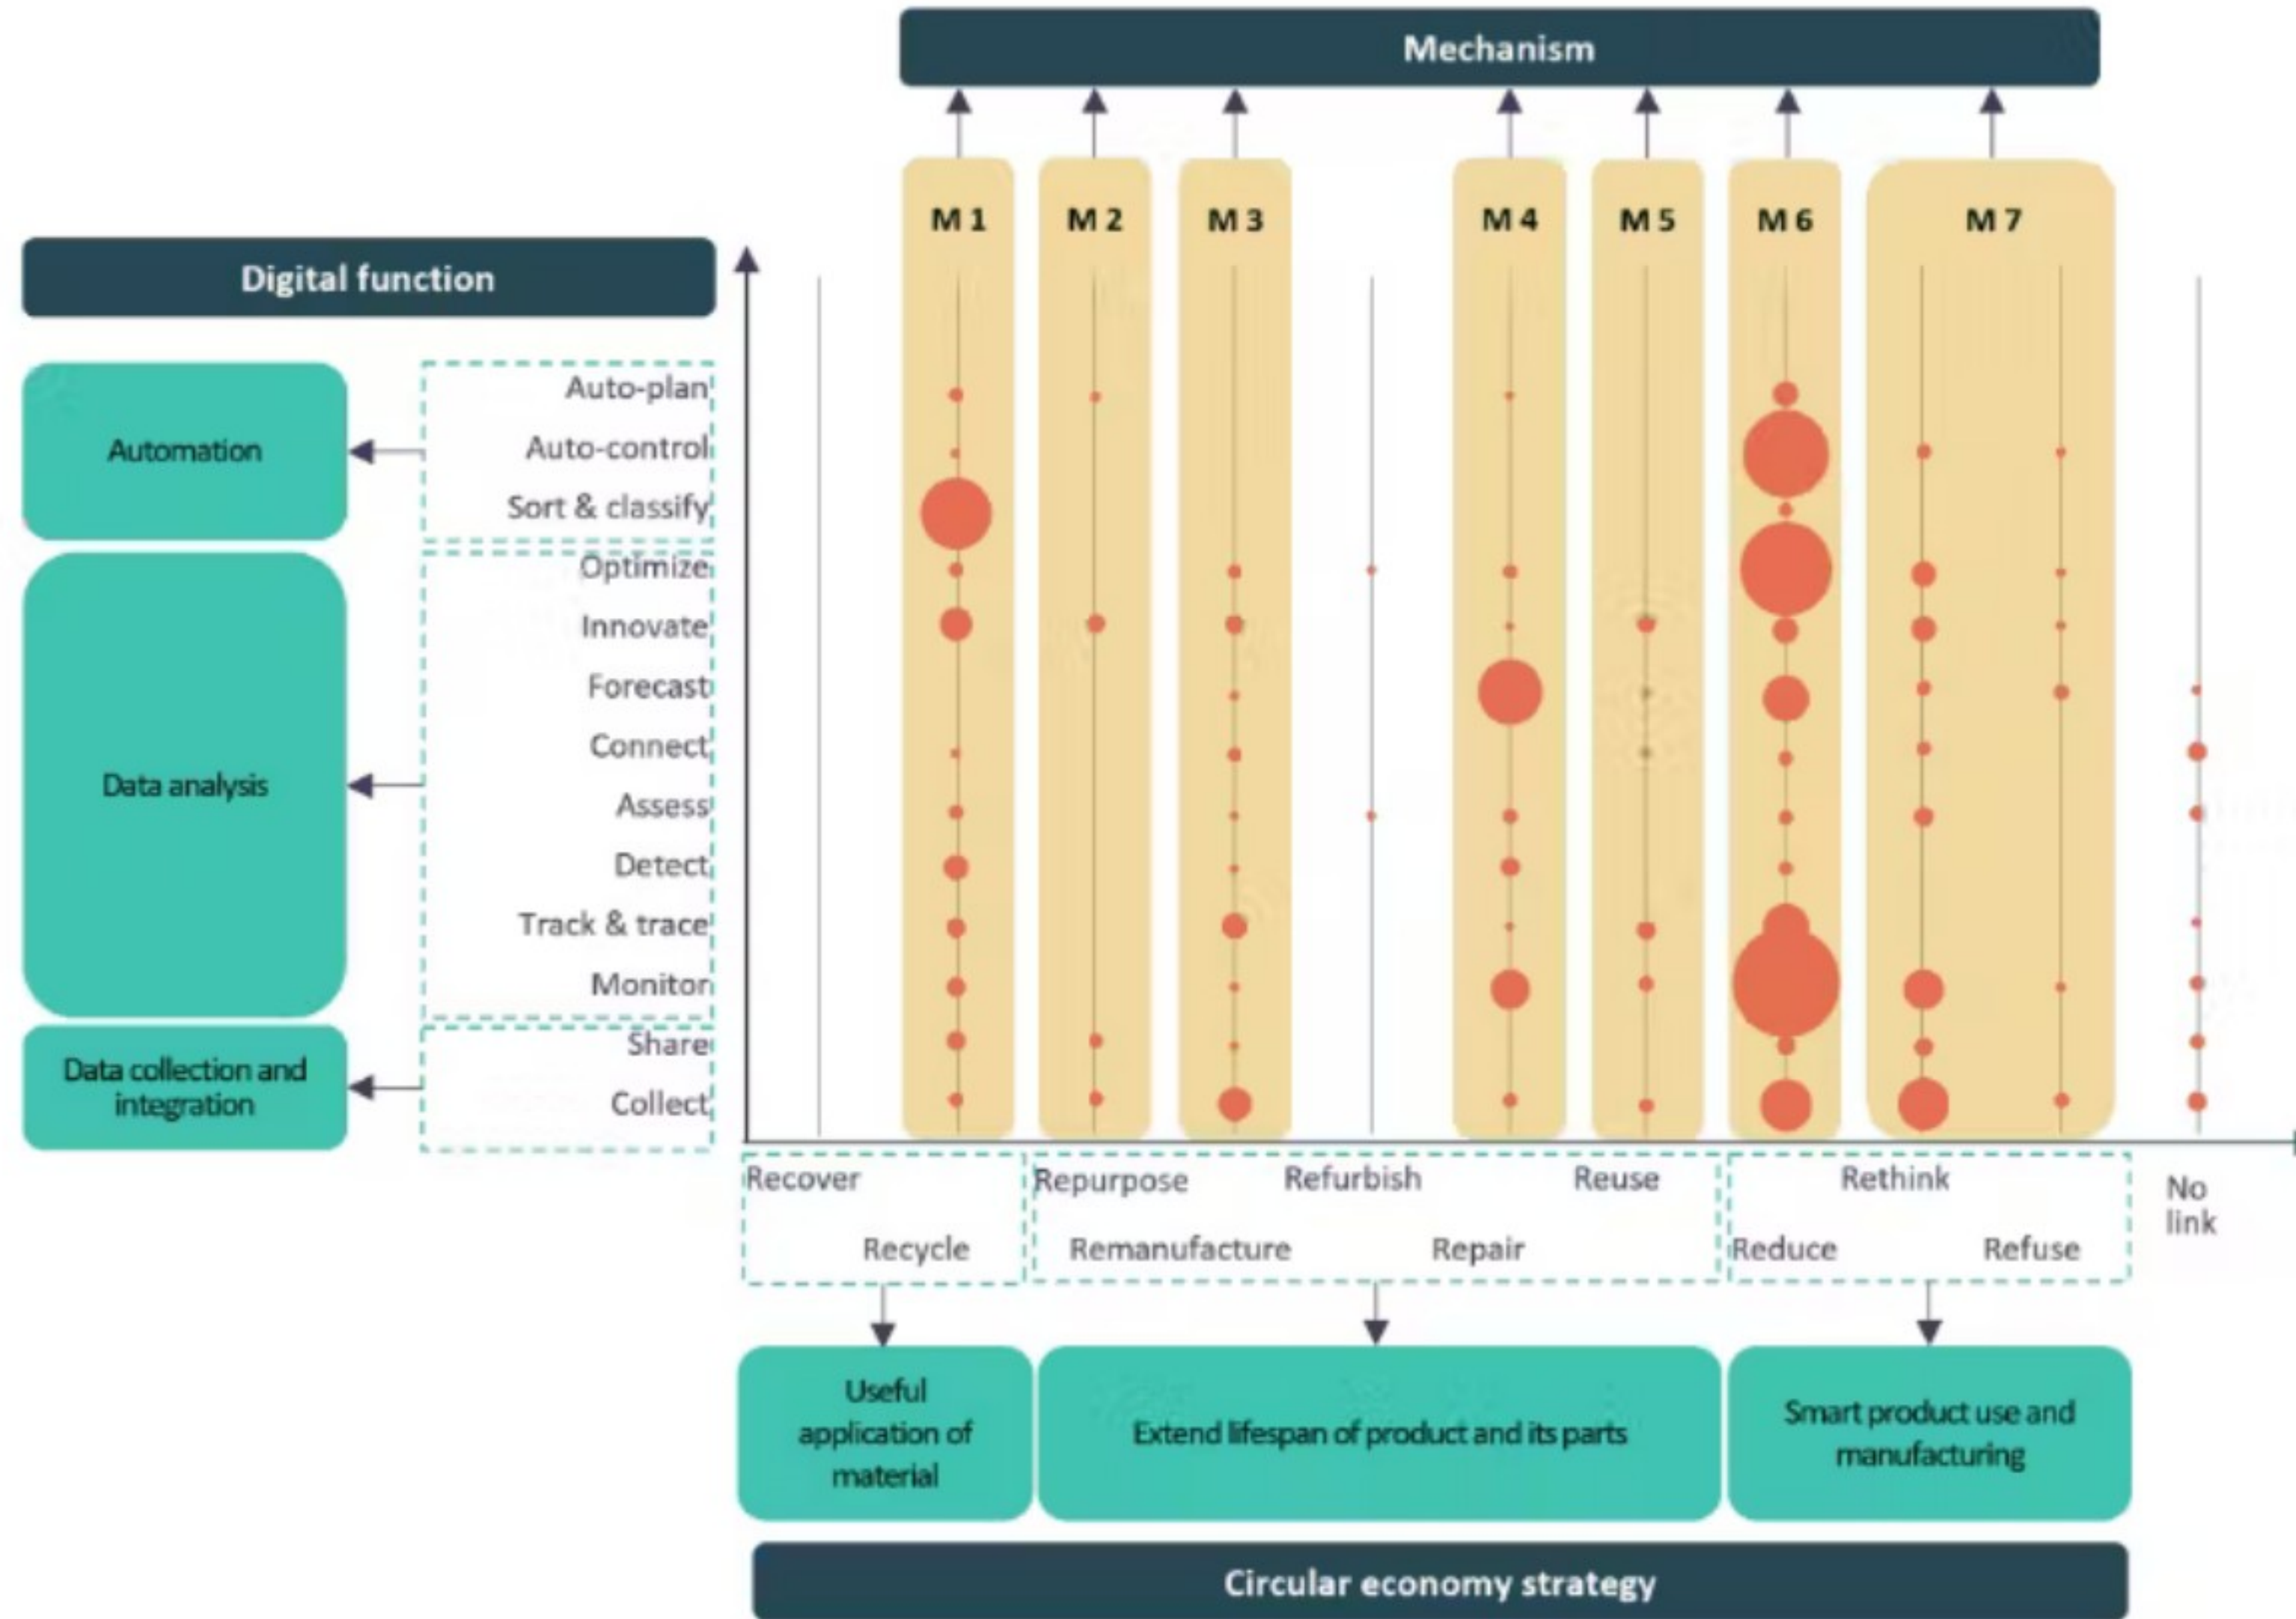 Mechanism
M 1
M 2
M 3
M 4
M 5
M 6
M 7
Digital function
Automation
Auto-plan
Auto-control
Sort & classify
Data analysis
Optimize
Innovate
Forecast
Connect
Assess
Detect
Track & trace
Monitor
Data collection and
integration
Share
Collect
Recover
Recycle
Repurpose
Remanufacture
Refurbish
Repair
Reuse
Reduce
Rethink
Refuse
No
link
Useful
application of
material
Extend lifespan of product and its parts
Smart product use and
manufacturing
Circular economy strategy